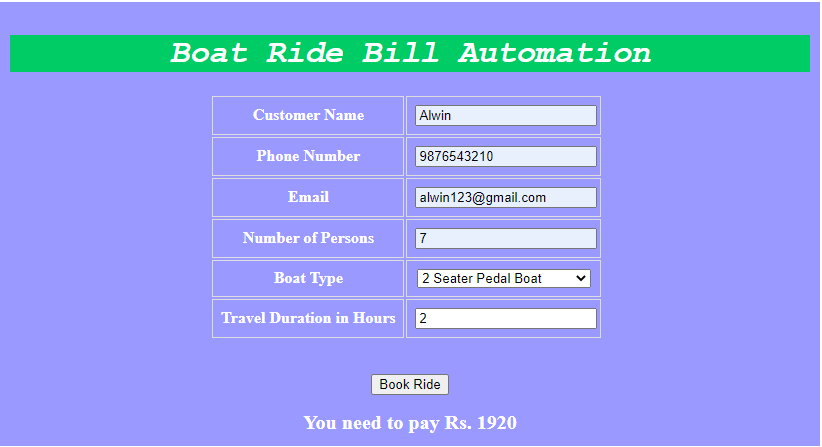 Boat Ride Bill Automation
Customer Name Alwin
Phone Number 9876543210
Email alwin123@gmail.com
Number of Persons 7
Boat Type 2 Seater Pedal Boat
Travel Duration in Hours 2
Book Ride
You need to pay Rs. 1920